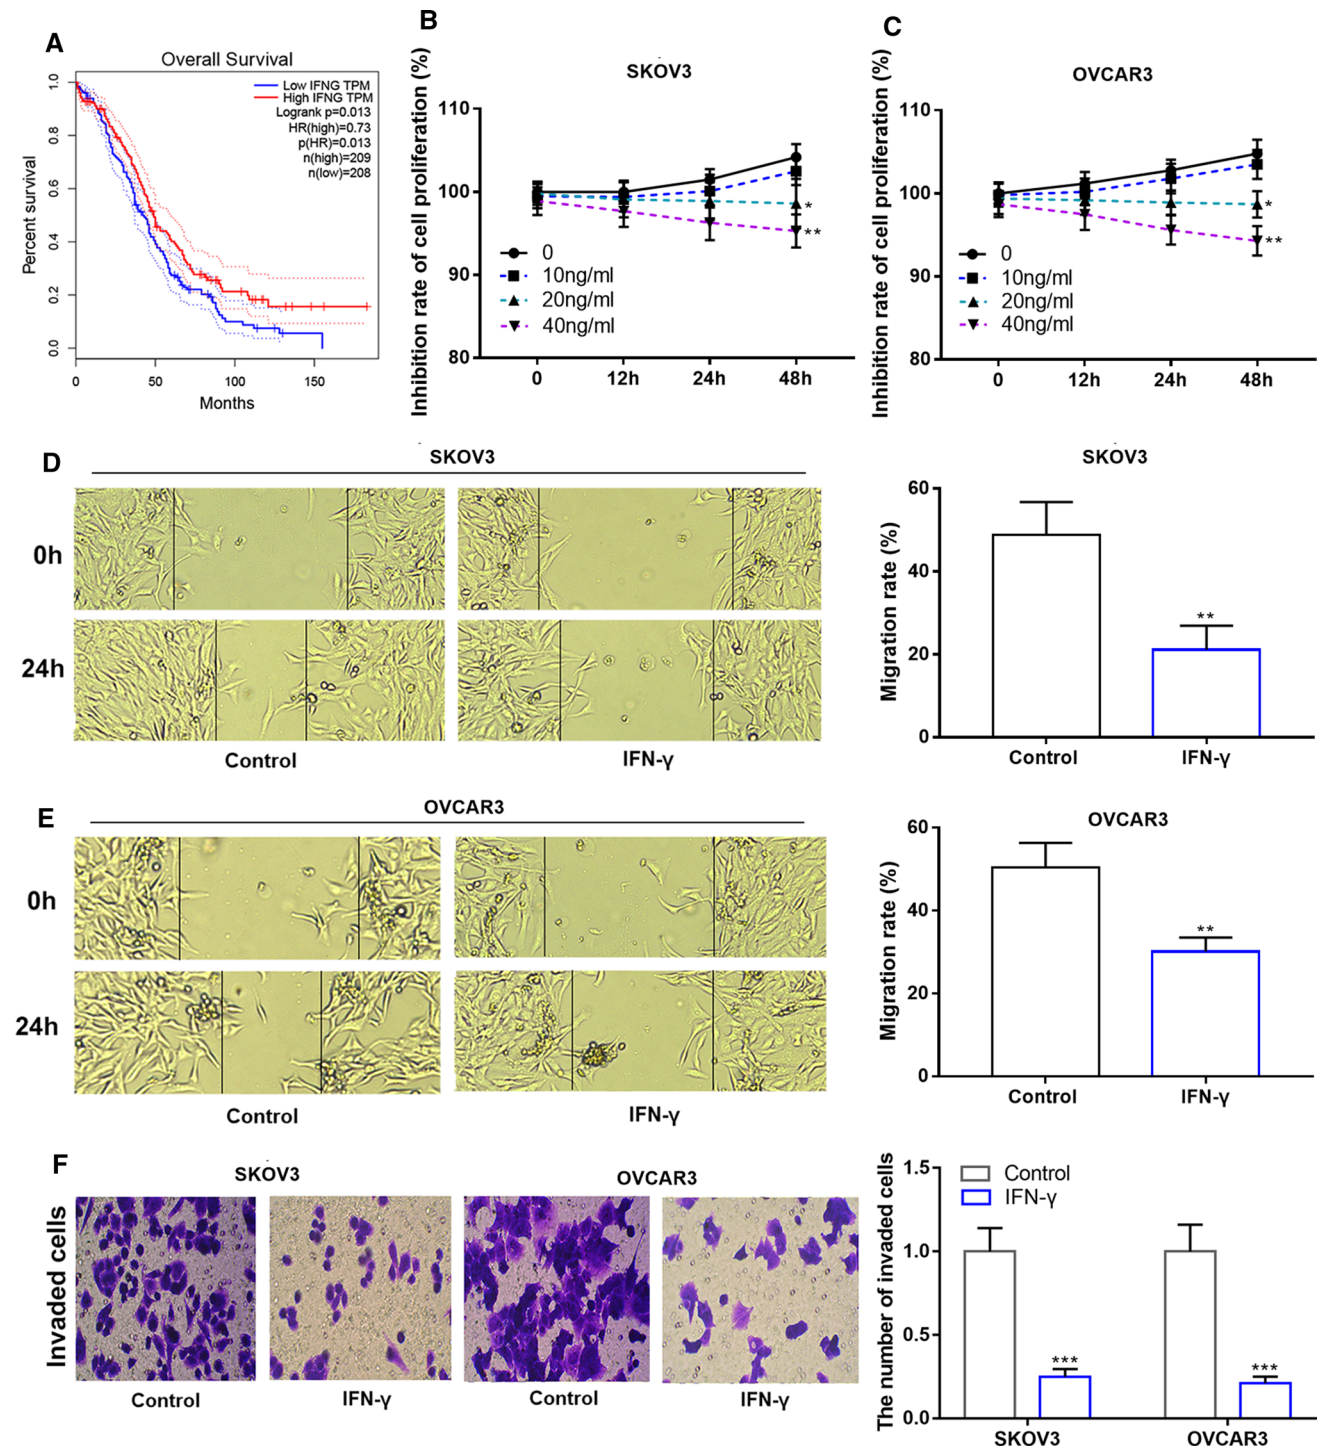 A
Overall Survival
Low IFNG TPM
High IFNG TPM
Logrank p=0.013
HR(high)=0.73
p(HR)=0.013
n(high)=209
n(low)=208
Percent survival
1.0
0.8
0.6
0.4
0.2
0.0
0 50 100 150
Months
B
SKOV3
Inhibition rate of cell proliferation (%)
110
100
90
80
*
**
0
10ng/ml
20ng/ml
40ng/ml
0 12h 24h 48h
C
OVCAR3
Inhibition rate of cell proliferation (%)
110
100
90
80
*
**
0
10ng/ml
20ng/ml
40ng/ml
0 12h 24h 48h
D
SKOV3
0h
24h
Control IFN-γ
SKOV3
Migration rate (%)
60
40
20
0
**
Control IFN-γ
E
OVCAR3
0h
24h
Control IFN-γ
OVCAR3
Migration rate (%)
60
40
20
0
**
Control IFN-γ
F
SKOV3 OVCAR3
Invaded cells
Control IFN-γ Control IFN-γ
The number of invaded cells
1.5
1.0
0.5
0.0
Control
IFN-γ
*** ***
SKOV3 OVCAR3